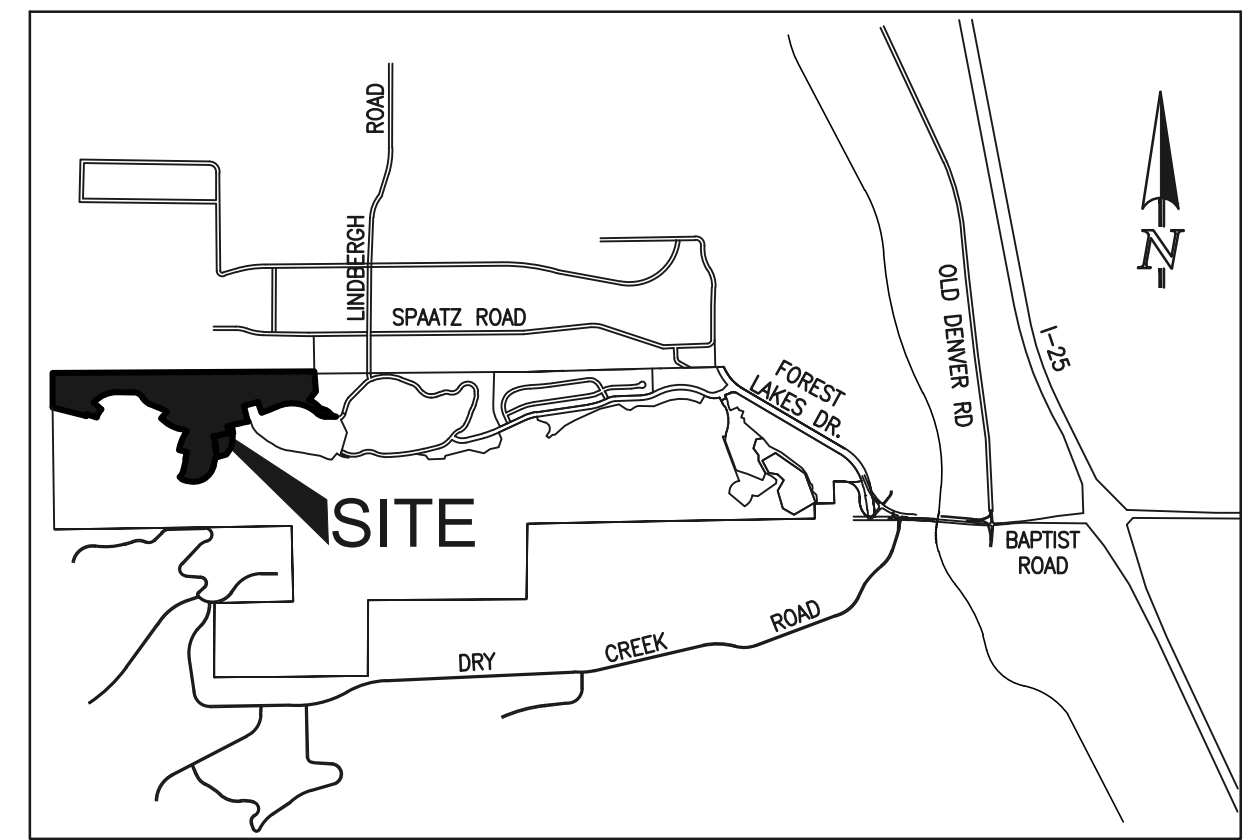 LINDBERGH ROAD
SPAATZ ROAD
FOREST
LAKES DR.
OLD DENVER RD
I-25
N
SITE
BAPTIST
ROAD
DRY CREEK ROAD